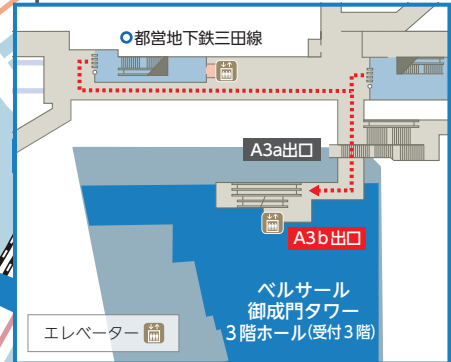 都営地下鉄三田線
A3a出口
A3b出口
ベルサール
御成門タワー
3階ホール(受付3階)
エレベーター